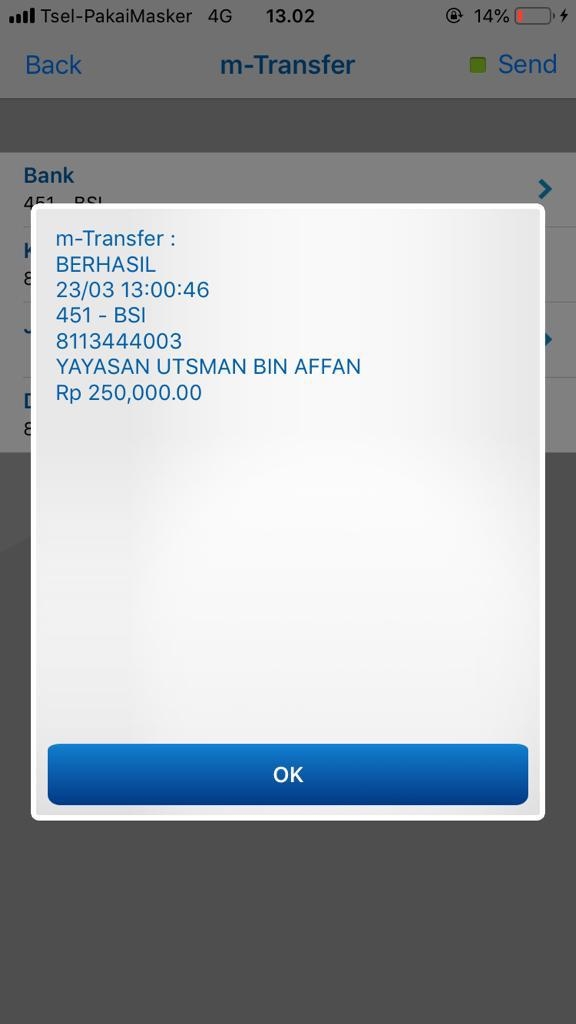 Tsel-PakaiMasker 4G 13.02 14%
Back m-Transfer Send
Bank
451 - BSI
m-Transfer :
BERHASIL
23/03 13:00:46
451 - BSI
8113444003
YAYASAN UTSMAN BIN AFFAN
Rp 250,000.00
OK